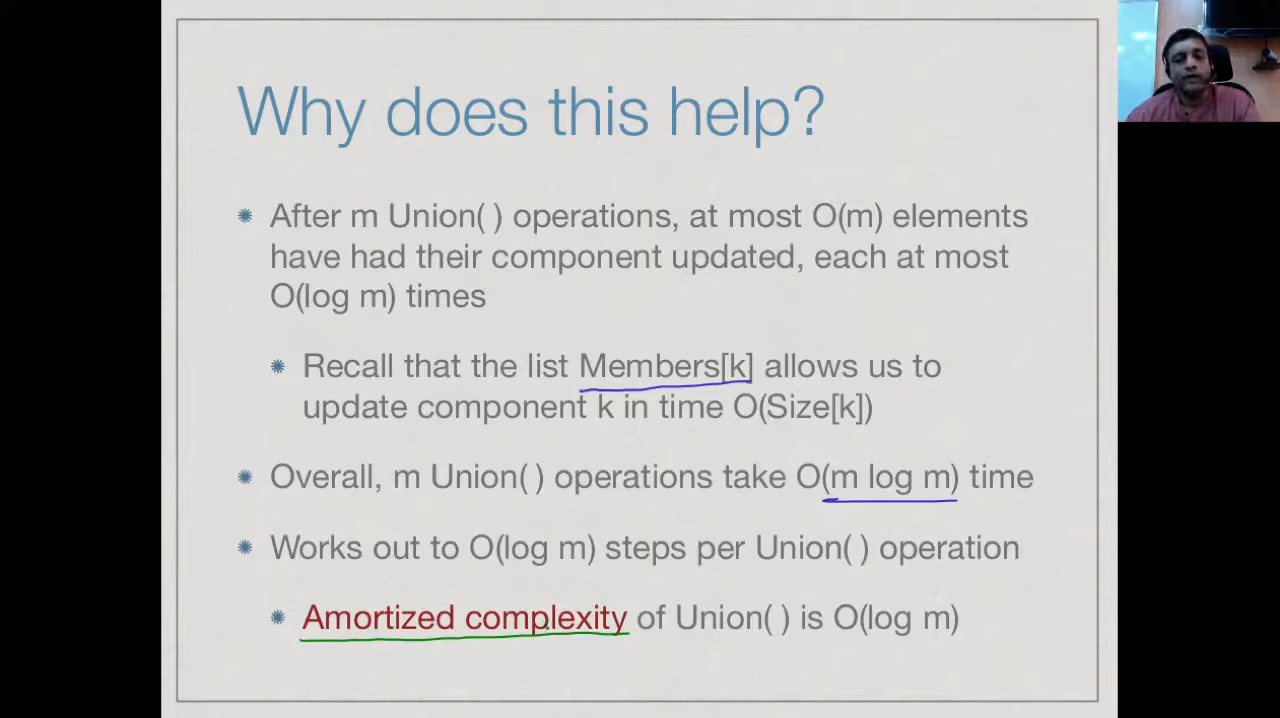 Why does this help?
After m Union( ) operations, at most O(m) elements
have had their component updated, each at most
O(log m) times
Recall that the list Members[k] allows us to
update component k in time O(Size[k])
Overall, m Union( ) operations take O(m log m) time
Works out to O(log m) steps per Union( ) operation
Amortized complexity of Union( ) is O(log m)